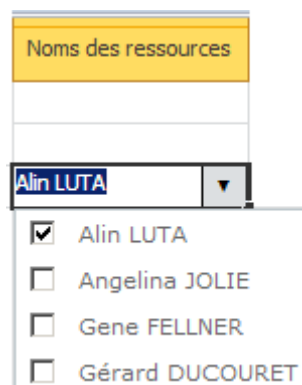 Noms des ressources
Alin LUTA
Alin LUTA
Angelina JOLIE
Gene FELLNER
Gérard DUCOURET